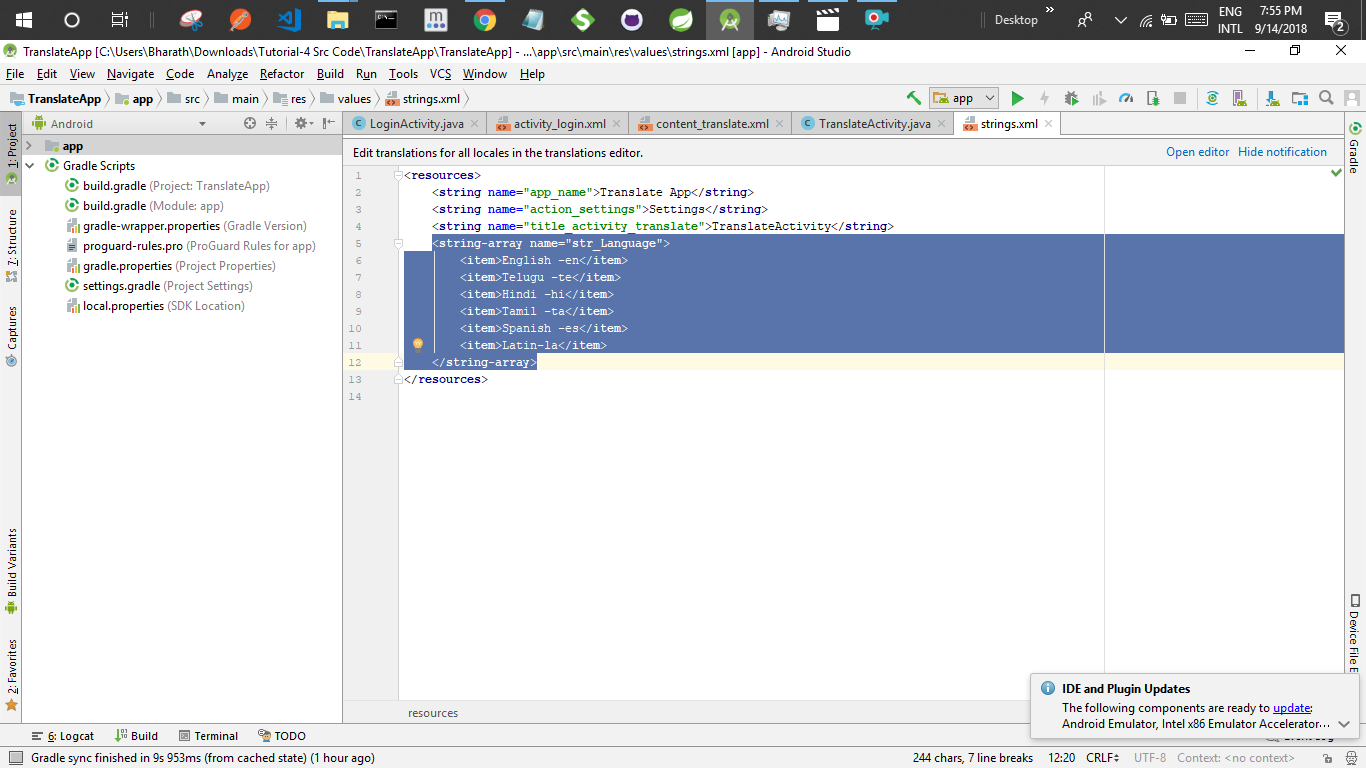 Desktop
ENG
INTL
7:55 PM
9/14/2018
2
TranslateApp [C:\Users\Bharath\Downloads\Tutorial-4 Src Code\TranslateApp\TranslateApp] - ...\app\src\main\res\values\strings.xml [app] - Android Studio
File Edit View Navigate Code Analyze Refactor Build Run Tools VCS Window Help
TranslateApp app src main res values strings.xml
app
Android
LoginActivity.java activity_login.xml content_translate.xml TranslateActivity.java strings.xml
1: Project
7: Structure
Captures
Build Variants
2: Favorites
app
Gradle Scripts
build.gradle (Project: TranslateApp)
build.gradle (Module: app)
gradle-wrapper.properties (Gradle Version)
proguard-rules.pro (ProGuard Rules for app)
gradle.properties (Project Properties)
settings.gradle (Project Settings)
local.properties (SDK Location)
Edit translations for all locales in the translations editor.
Open editor Hide notification
1 <resources>
2 <string name="app_name">Translate App</string>
3 <string name="action_settings">Settings</string>
4 <string name="title_activity_translate">TranslateActivity</string>
5 <string-array name="str_Language">
6 <item>English -en</item>
7 <item>Telugu -te</item>
8 <item>Hindi -hi</item>
9 <item>Tamil -ta</item>
10 <item>Spanish -es</item>
11 <item>Latin-la</item>
12 </string-array>
13 </resources>
14
resources
Gradle
Device File
IDE and Plugin Updates
The following components are ready to update:
Android Emulator, Intel x86 Emulator Accelerator...
6: Logcat Build Terminal TODO
Gradle sync finished in 9s 953ms (from cached state) (1 hour ago)
244 chars, 7 line breaks 12:20 CRLF UTF-8 Context: <no context>